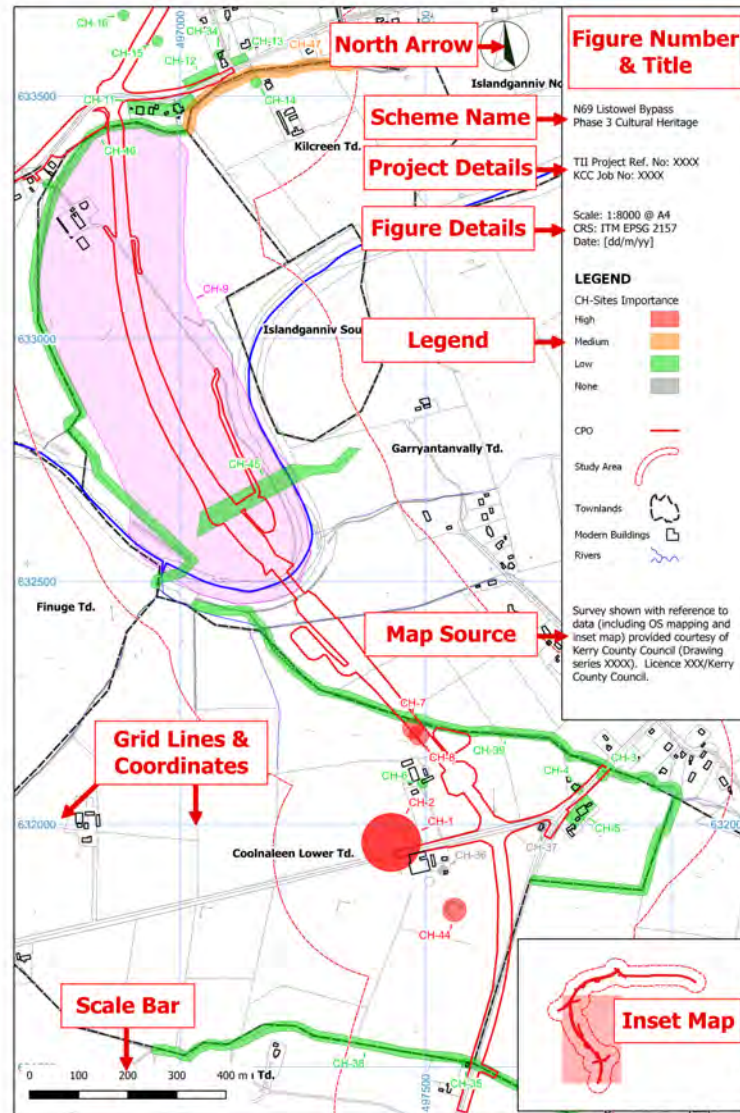 CH-16
CH-15
497000
CH-34
CH-13
CH-12
CH-47
North Arrow
Islandganniv No
633500
CH-11
CH-14
CH-46
Kilcreen Td.
CH-9
633000
Islandganniv Sou
Garryantanvally Td.
CH-45
632500
Finuge Td.
CH-7
CH-8
CH-39
CH-3
CH-4
CH-6
CH-2
CH-1
CH-5
632000
6320
CH-37
CH-36
Coolnaleen Lower Td.
CH-44
CH-38
CH-35
497500
Td.
Grid Lines &
Coordinates
Scale Bar
0 100 200 300 400 m
Figure Number
& Title
Scheme Name
N69 Listowel Bypass
Phase 3 Cultural Heritage
Project Details
TII Project Ref. No: XXXX
KCC Job No: XXXX
Figure Details
Scale: 1:8000 @ A4
CRS: ITM EPSG 2157
Date: [dd/m/yy]
Legend
LEGEND
CH-Sites Importance
High
Medium
Low
None
CPO
Study Area
Townlands
Modern Buildings
Rivers
Map Source
Survey shown with reference to
data (including OS mapping and
inset map) provided courtesy of
Kerry County Council (Drawing
series XXXX). Licence XXX/Kerry
County Council.
Inset Map